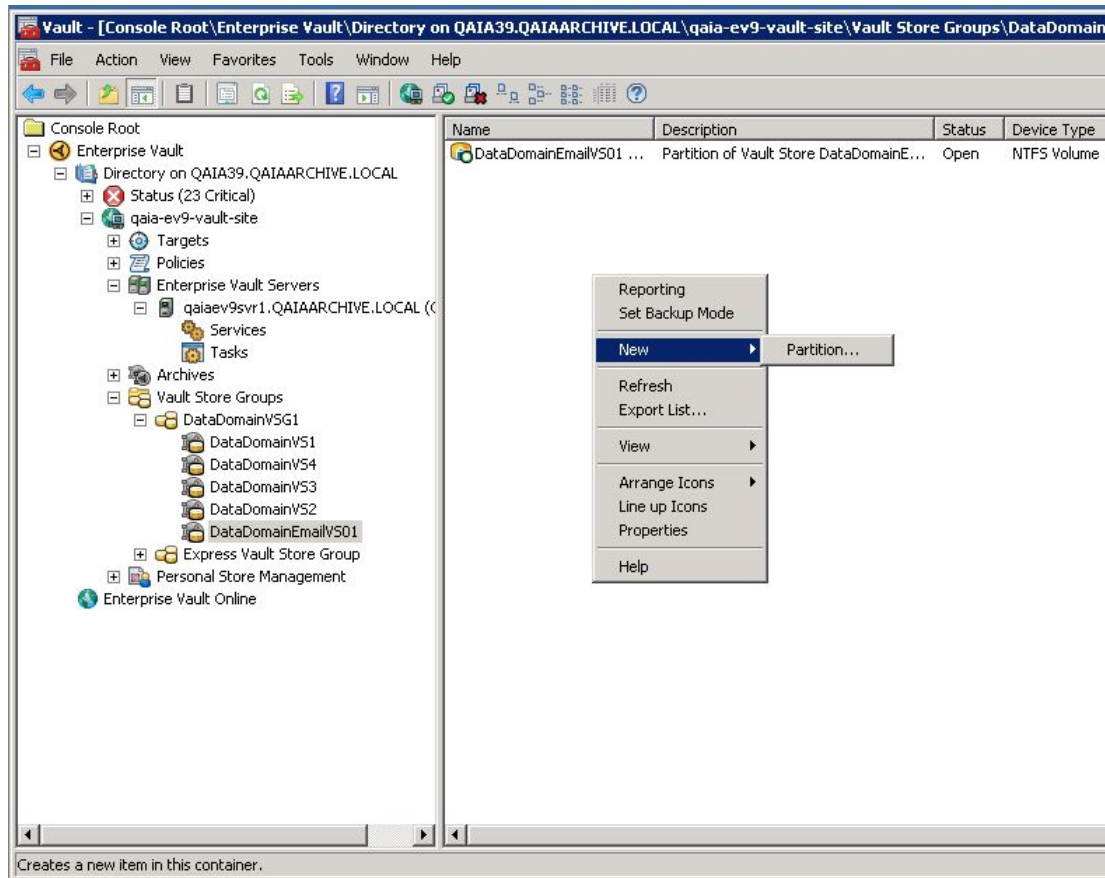 Vault - [Console Root\Enterprise Vault\Directory on QAIA39.QAIAARCHIVE.LOCAL\qaia-ev9-vault-site\Vault Store Groups\DataDomain
File Action View Favorites Tools Window Help
Console Root
Enterprise Vault
Directory on QAIA39.QAIAARCHIVE.LOCAL
Status (23 Critical)
qaia-ev9-vault-site
Targets
Policies
Enterprise Vault Servers
qaiaev9svr1.QAIAARCHIVE.LOCAL (
Services
Tasks
Archives
Vault Store Groups
DataDomainVSG1
DataDomainVS1
DataDomainVS4
DataDomainVS3
DataDomainVS2
DataDomainEmailVS01
Express Vault Store Group
Personal Store Management
Enterprise Vault Online
Name Description Status Device Type
DataDomainEmailVS01 ... Partition of Vault Store DataDomainE... Open NTFS Volume
Reporting
Set Backup Mode
New Partition...
Refresh
Export List...
View
Arrange Icons
Line up Icons
Properties
Help
Creates a new item in this container.